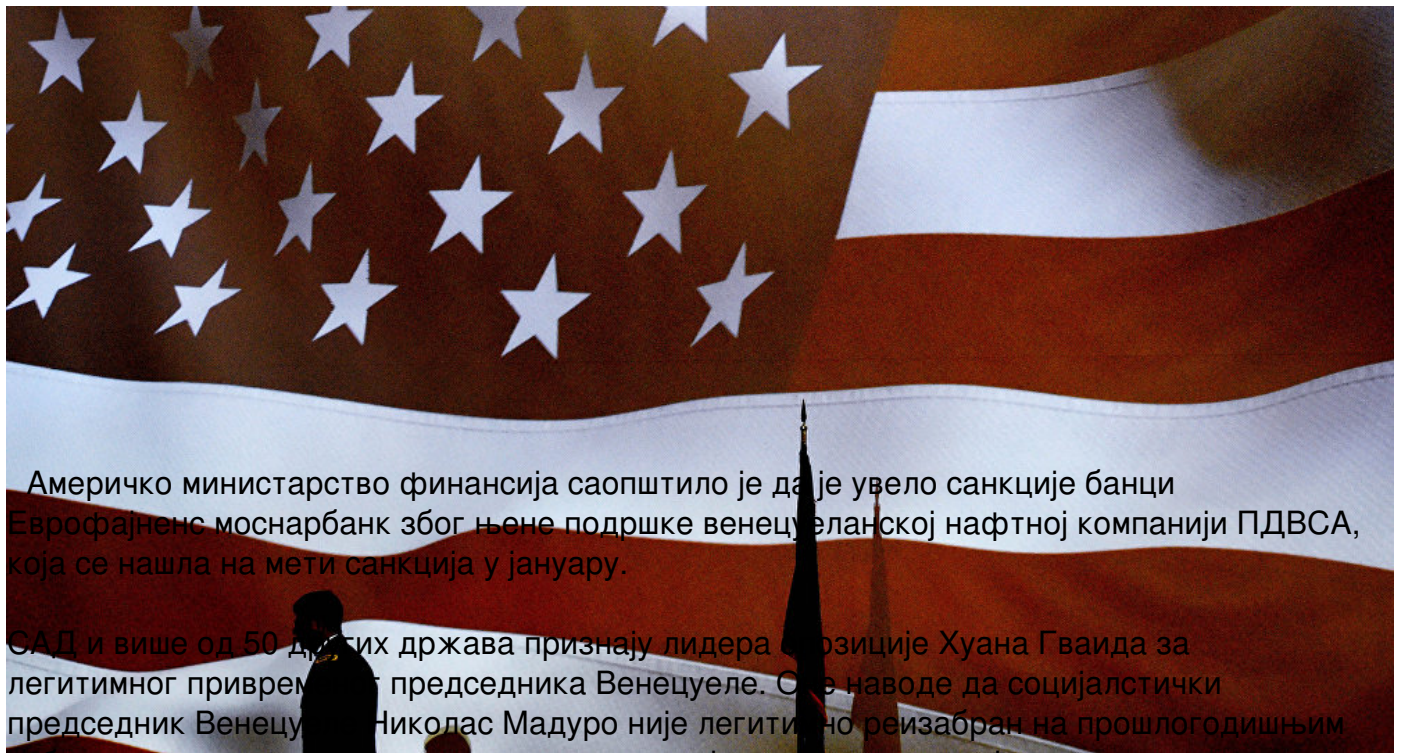 Америчко министарство финансија саопштило је да је увело санкције банци
Еврофајненс моснарбанк због њене подршке венецуеланској нафтној компанији ПДВСА,
која се нашла на мети санкција у јануару.
САД и више од 50 других држава признају лидера опозиције Хуана Гваида за
легитимног привременог председника Венецуеле. Оне наводе да социјалстички
председник Венецуеле Николас Мадуро није легитимно реизабран на прошлогодишњим